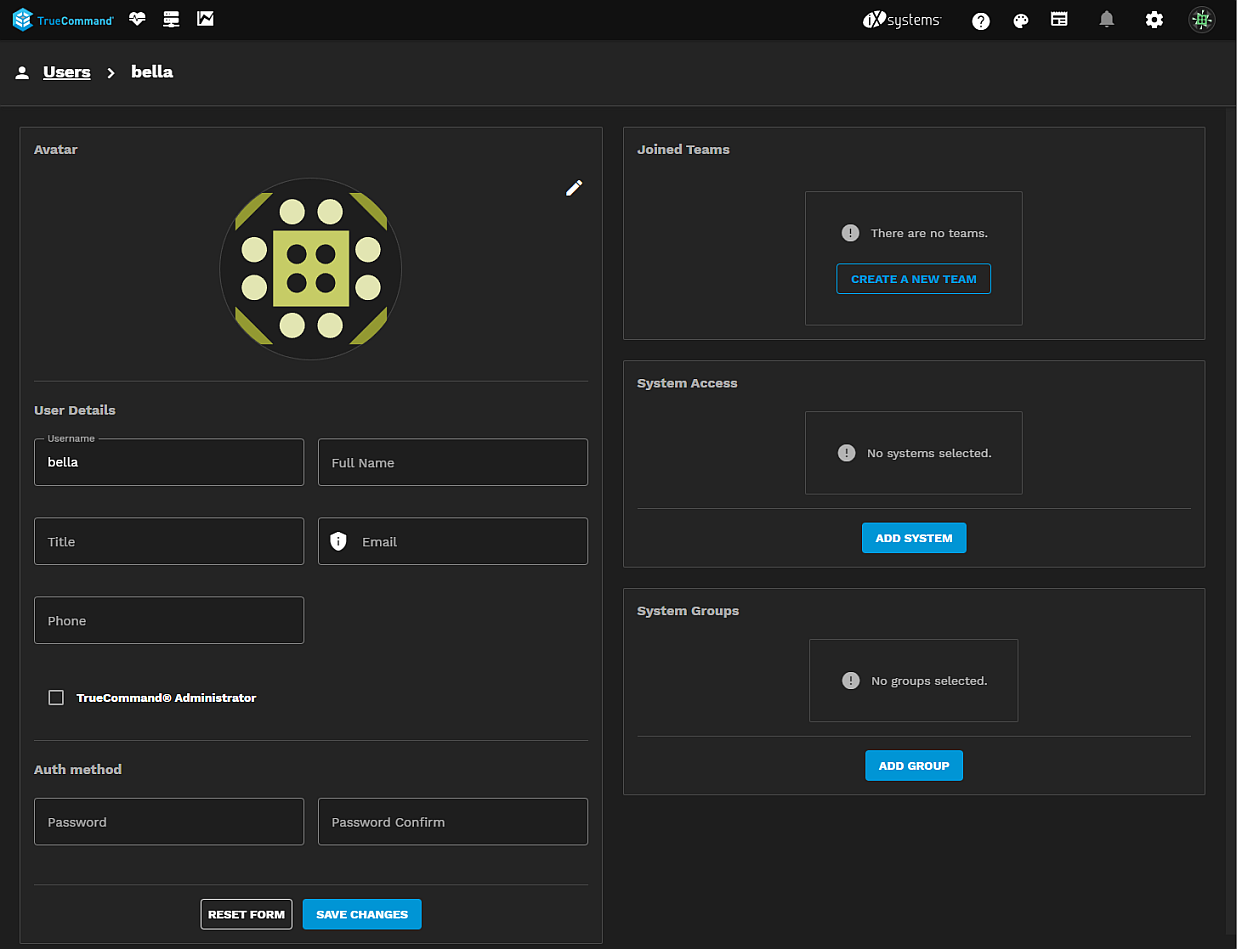 TrueCommand®
iXsystems
Users > bella
Avatar
User Details
Username
bella
Full Name
Title
Email
Phone
TrueCommand® Administrator
Auth method
Password
Password Confirm
RESET FORM
SAVE CHANGES
Joined Teams
There are no teams.
CREATE A NEW TEAM
System Access
No systems selected.
ADD SYSTEM
System Groups
No groups selected.
ADD GROUP